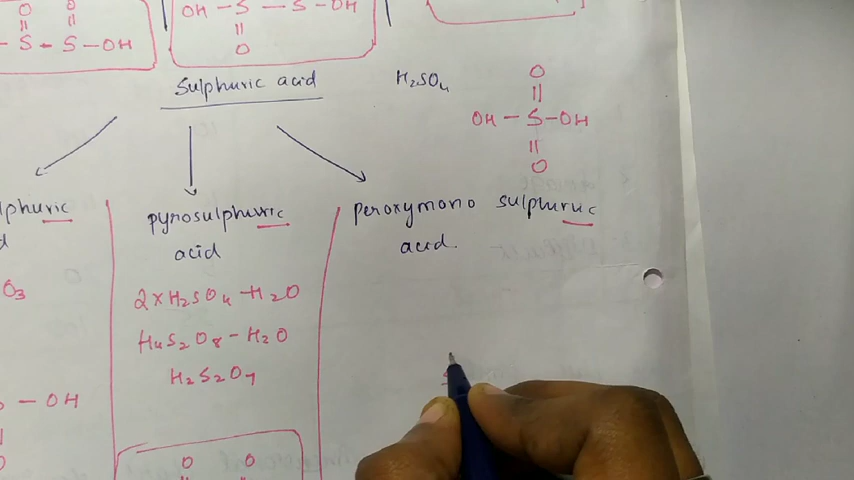 O O
S - S - OH
OH - S - S - OH
O
Sulphuric acid H₂SO₄
O
OH - S - OH
O
pyrosulphuric acid
2 x H₂SO₄ - H₂O
H₄S₂O₈ - H₂O
H₂S₂O₇
O O
peroxymono sulphuruc
acid.
O₃
- OH